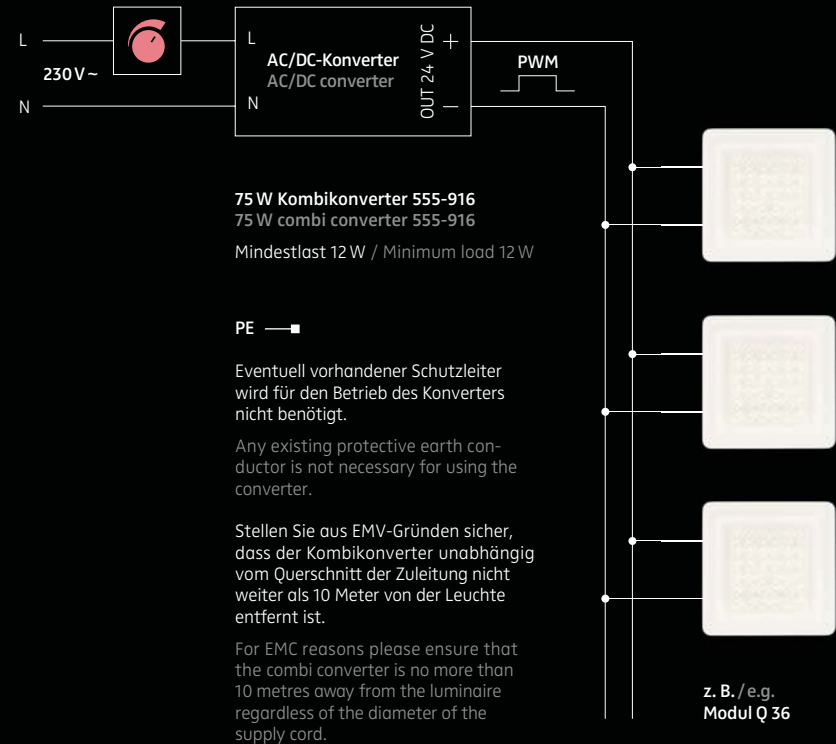 L
230 V ~
N
L
N
AC/DC-Konverter
AC/DC converter
OUT 24 V DC
+
−
PWM
75 W Kombikonverter 555-916
75 W combi converter 555-916
Mindestlast 12 W / Minimum load 12 W
PE
Eventuell vorhandener Schutzleiter
wird für den Betrieb des Konverters
nicht benötigt.
Any existing protective earth con-
ductor is not necessary for using the
converter.
Stellen Sie aus EMV-Gründen sicher,
dass der Kombikonverter unabhängig
vom Querschnitt der Zuleitung nicht
weiter als 10 Meter von der Leuchte
entfernt ist.
For EMC reasons please ensure that
the combi converter is no more than
10 metres away from the luminaire
regardless of the diameter of the
supply cord.
z. B. / e.g.
Modul Q 36